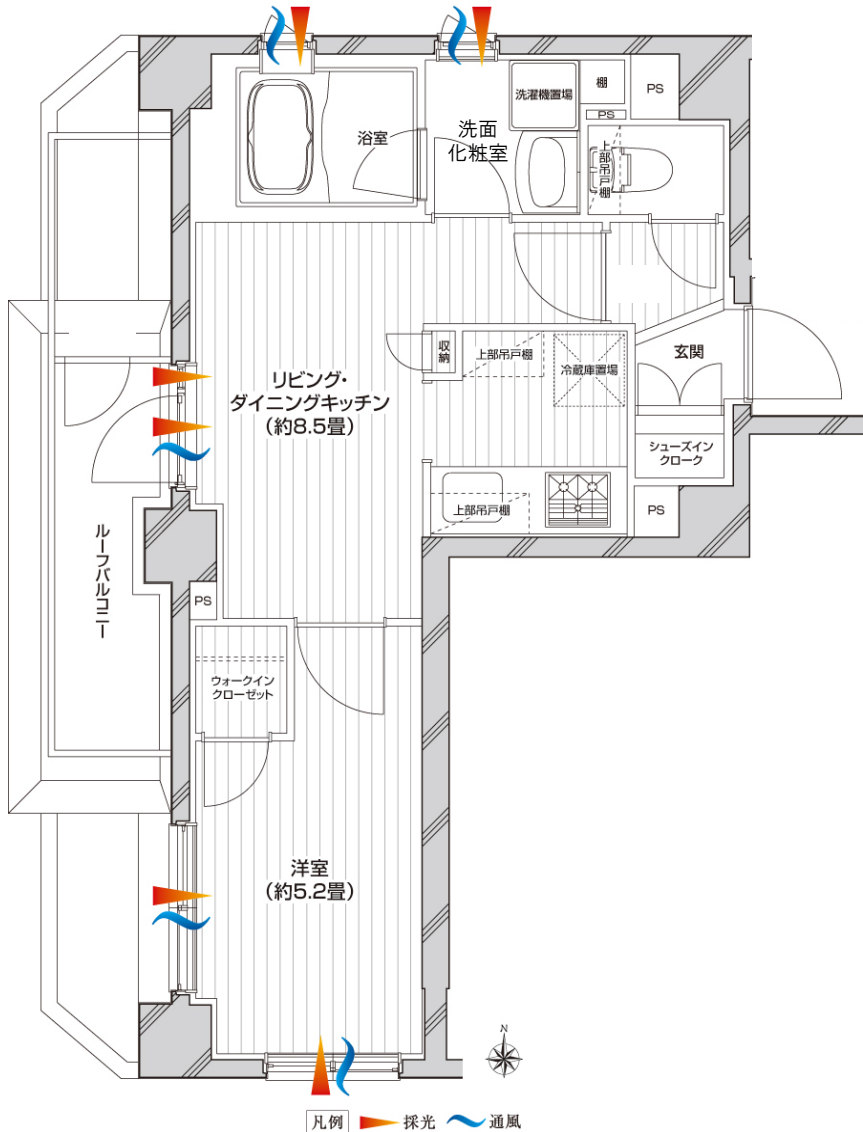 洗濯機置場
棚
PS
PS
浴室
洗面
化粧室
上部吊戸棚
収納
上部吊戸棚
冷蔵庫置場
玄関
リビング・
ダイニングキッチン
(約8.5畳)
シューズイン
クローク
上部吊戸棚
PS
ルーフバルコニー
PS
ウォークイン
クローゼット
洋室
(約5.2畳)
N
凡例 採光 通風